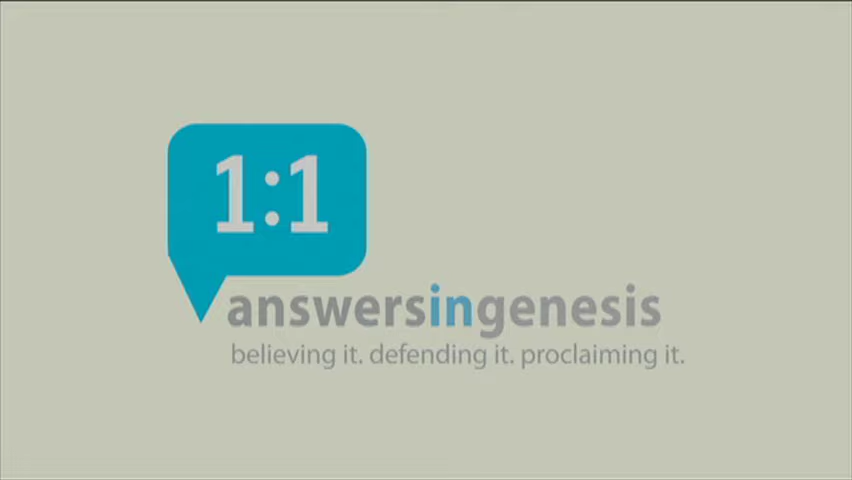 1:1
answersingenesis
believing it. defending it. proclaiming it.